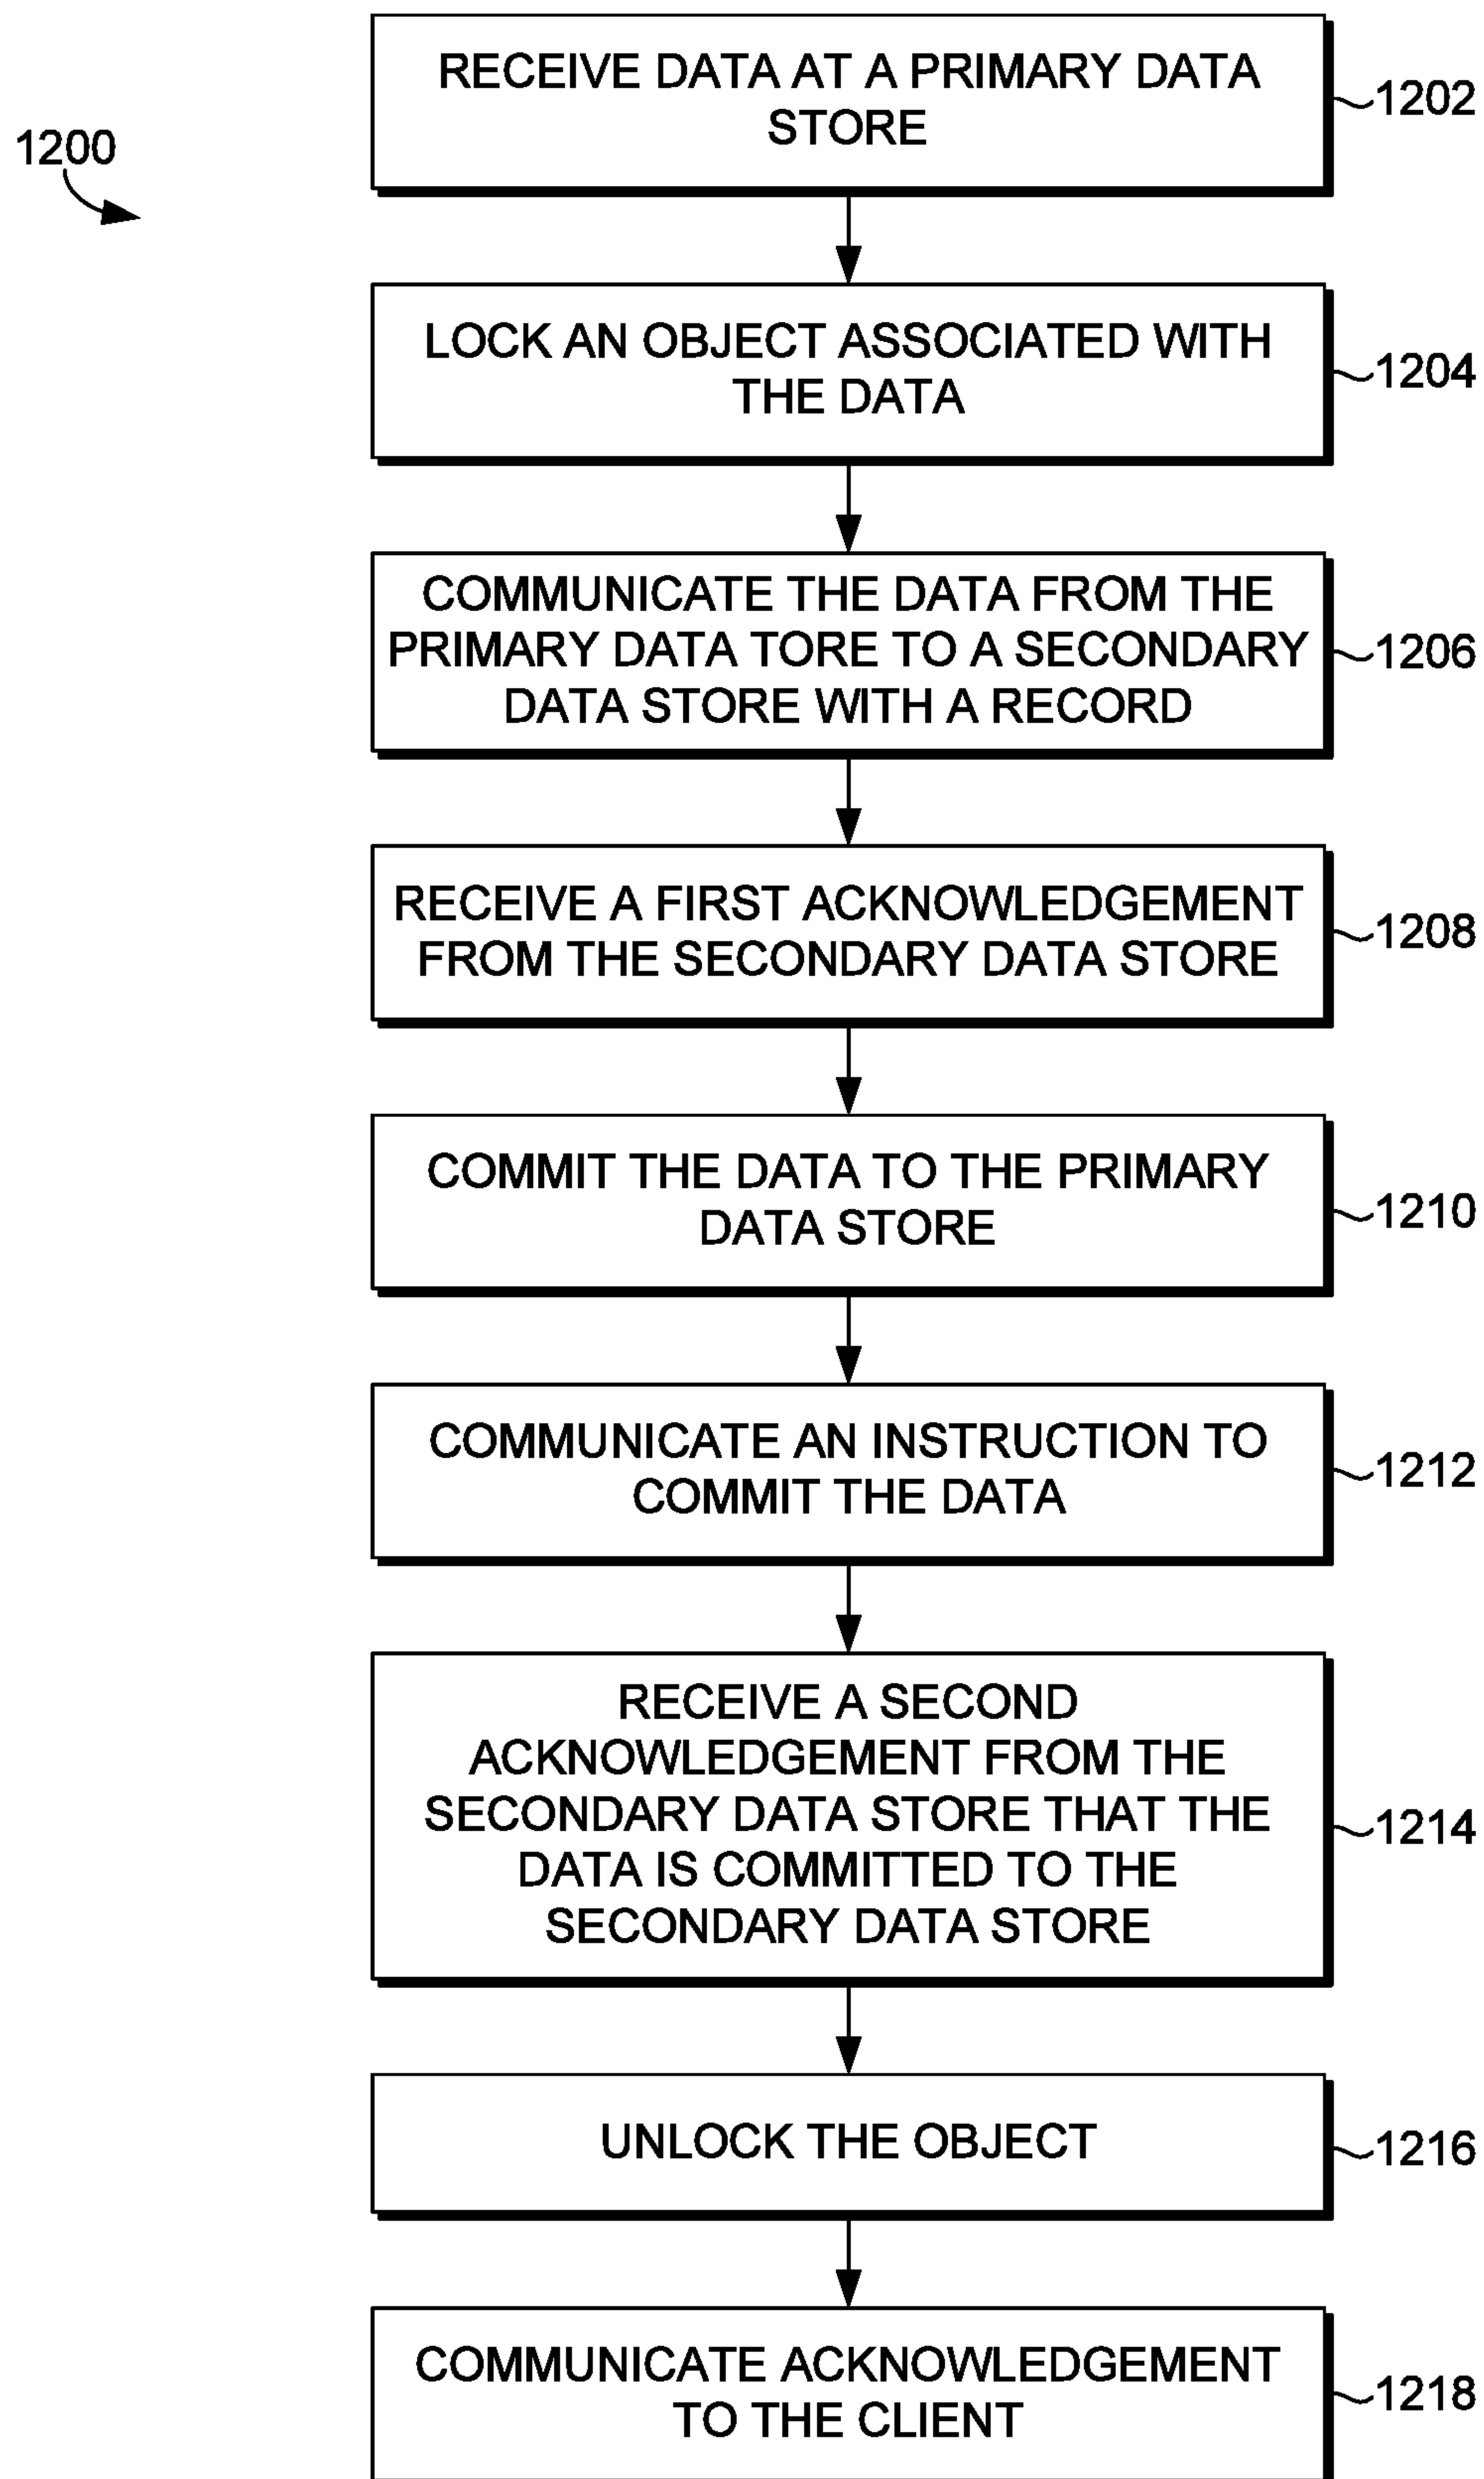 RECEIVE DATA AT A PRIMARY DATA
STORE
1202
1200
LOCK AN OBJECT ASSOCIATED WITH
THE DATA
1204
COMMUNICATE THE DATA FROM THE
PRIMARY DATA TORE TO A SECONDARY
DATA STORE WITH A RECORD
1206
RECEIVE A FIRST ACKNOWLEDGEMENT
FROM THE SECONDARY DATA STORE
1208
COMMIT THE DATA TO THE PRIMARY
DATA STORE
1210
COMMUNICATE AN INSTRUCTION TO
COMMIT THE DATA
1212
RECEIVE A SECOND
ACKNOWLEDGEMENT FROM THE
SECONDARY DATA STORE THAT THE
DATA IS COMMITTED TO THE
SECONDARY DATA STORE
1214
UNLOCK THE OBJECT
1216
COMMUNICATE ACKNOWLEDGEMENT
TO THE CLIENT
1218